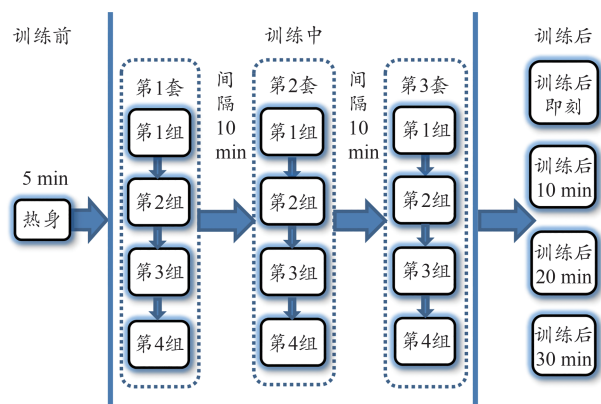 训练前
训练中
训练后
5 min
热身
第1套
第1组
第2组
第3组
第4组
间
隔
10
min
第2套
第1组
第2组
第3组
第4组
间
隔
10
min
第3套
第1组
第2组
第3组
第4组
训练后
即刻
训练后
10 min
训练后
20 min
训练后
30 min